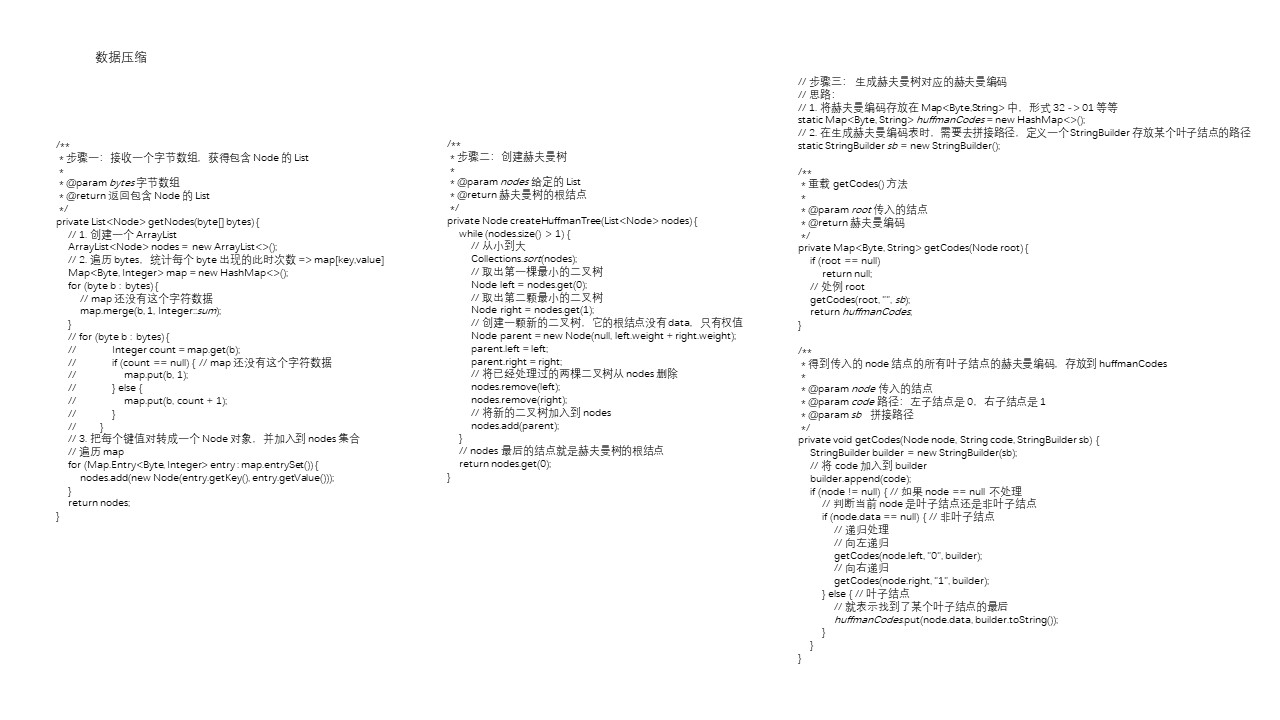 数据压缩
/**
 * 步骤一：接收一个字节数组，获得包含 Node 的 List
 *
 * @param bytes 字节数组
 * @return 返回包含 Node 的 List
 */
private List<Node> getNodes(byte[] bytes) {
    // 1. 创建一个 ArrayList
    ArrayList<Node> nodes = new ArrayList<>();
    // 2. 遍历 bytes，统计每个 byte 出现的此时次数 => map[key,value]
    Map<Byte, Integer> map = new HashMap<>();
    for (byte b : bytes) {
        // map 还没有这个字符数据
        map.merge(b, 1, Integer::sum);
    }
    // for (byte b : bytes) {
    //            Integer count = map.get(b);
    //            if (count == null) { // map 还没有这个字符数据
    //                map.put(b, 1);
    //            } else {
    //                map.put(b, count + 1);
    //            }
    //        }
    // 3. 把每个键值对转成一个 Node 对象，并加入到 nodes 集合
    // 遍历 map
    for (Map.Entry<Byte, Integer> entry : map.entrySet()) {
        nodes.add(new Node(entry.getKey(), entry.getValue()));
    }
    return nodes;
}
/**
 * 步骤二：创建赫夫曼树
 *
 * @param nodes 给定的 List
 * @return 赫夫曼树的根结点
 */
private Node createHuffmanTree(List<Node> nodes) {
    while (nodes.size() > 1) {
        // 从小到大
        Collections.sort(nodes);
        // 取出第一棵最小的二叉树
        Node left = nodes.get(0);
        // 取出第二颗最小的二叉树
        Node right = nodes.get(1);
        // 创建一颗新的二叉树，它的根结点没有 data，只有权值
        Node parent = new Node(null, left.weight + right.weight);
        parent.left = left;
        parent.right = right;
        // 将已经处理过的两棵二叉树从 nodes 删除
        nodes.remove(left);
        nodes.remove(right);
        // 将新的二叉树加入到 nodes
        nodes.add(parent);
    }
    // nodes 最后的结点就是赫夫曼树的根结点
    return nodes.get(0);
}
// 步骤三： 生成赫夫曼树对应的赫夫曼编码
// 思路：
// 1. 将赫夫曼编码存放在 Map<Byte,String> 中，形式 32 -> 01 等等
static Map<Byte, String> huffmanCodes = new HashMap<>();
// 2. 在生成赫夫曼编码表时，需要去拼接路径，定义一个StringBuilder 存放某个叶子结点的路径
static StringBuilder sb = new StringBuilder();
/**
 * 重载 getCodes() 方法
 *
 * @param root 传入的结点
 * @return 赫夫曼编码
 */
private Map<Byte, String> getCodes(Node root) {
    if (root == null)
        return null;
    // 处例 root
    getCodes(root, "", sb);
    return huffmanCodes;
}
/**
 * 得到传入的 node 结点的所有叶子结点的赫夫曼编码，存放到 huffmanCodes
 *
 * @param node 传入的结点
 * @param code 路径：左子结点是 0，右子结点是 1
 * @param sb   拼接路径
 */
private void getCodes(Node node, String code, StringBuilder sb) {
    StringBuilder builder = new StringBuilder(sb);
    // 将 code 加入到 builder
    builder.append(code);
    if (node != null) { // 如果 node == null 不处理
        // 判断当前 node 是叶子结点还是非叶子结点
        if (node.data == null) { // 非叶子结点
            // 递归处理
            // 向左递归
            getCodes(node.left, "0", builder);
            // 向右递归
            getCodes(node.right, "1", builder);
        } else { // 叶子结点
            // 就表示找到了某个叶子结点的最后
            huffmanCodes.put(node.data, builder.toString());
        }
    }
}